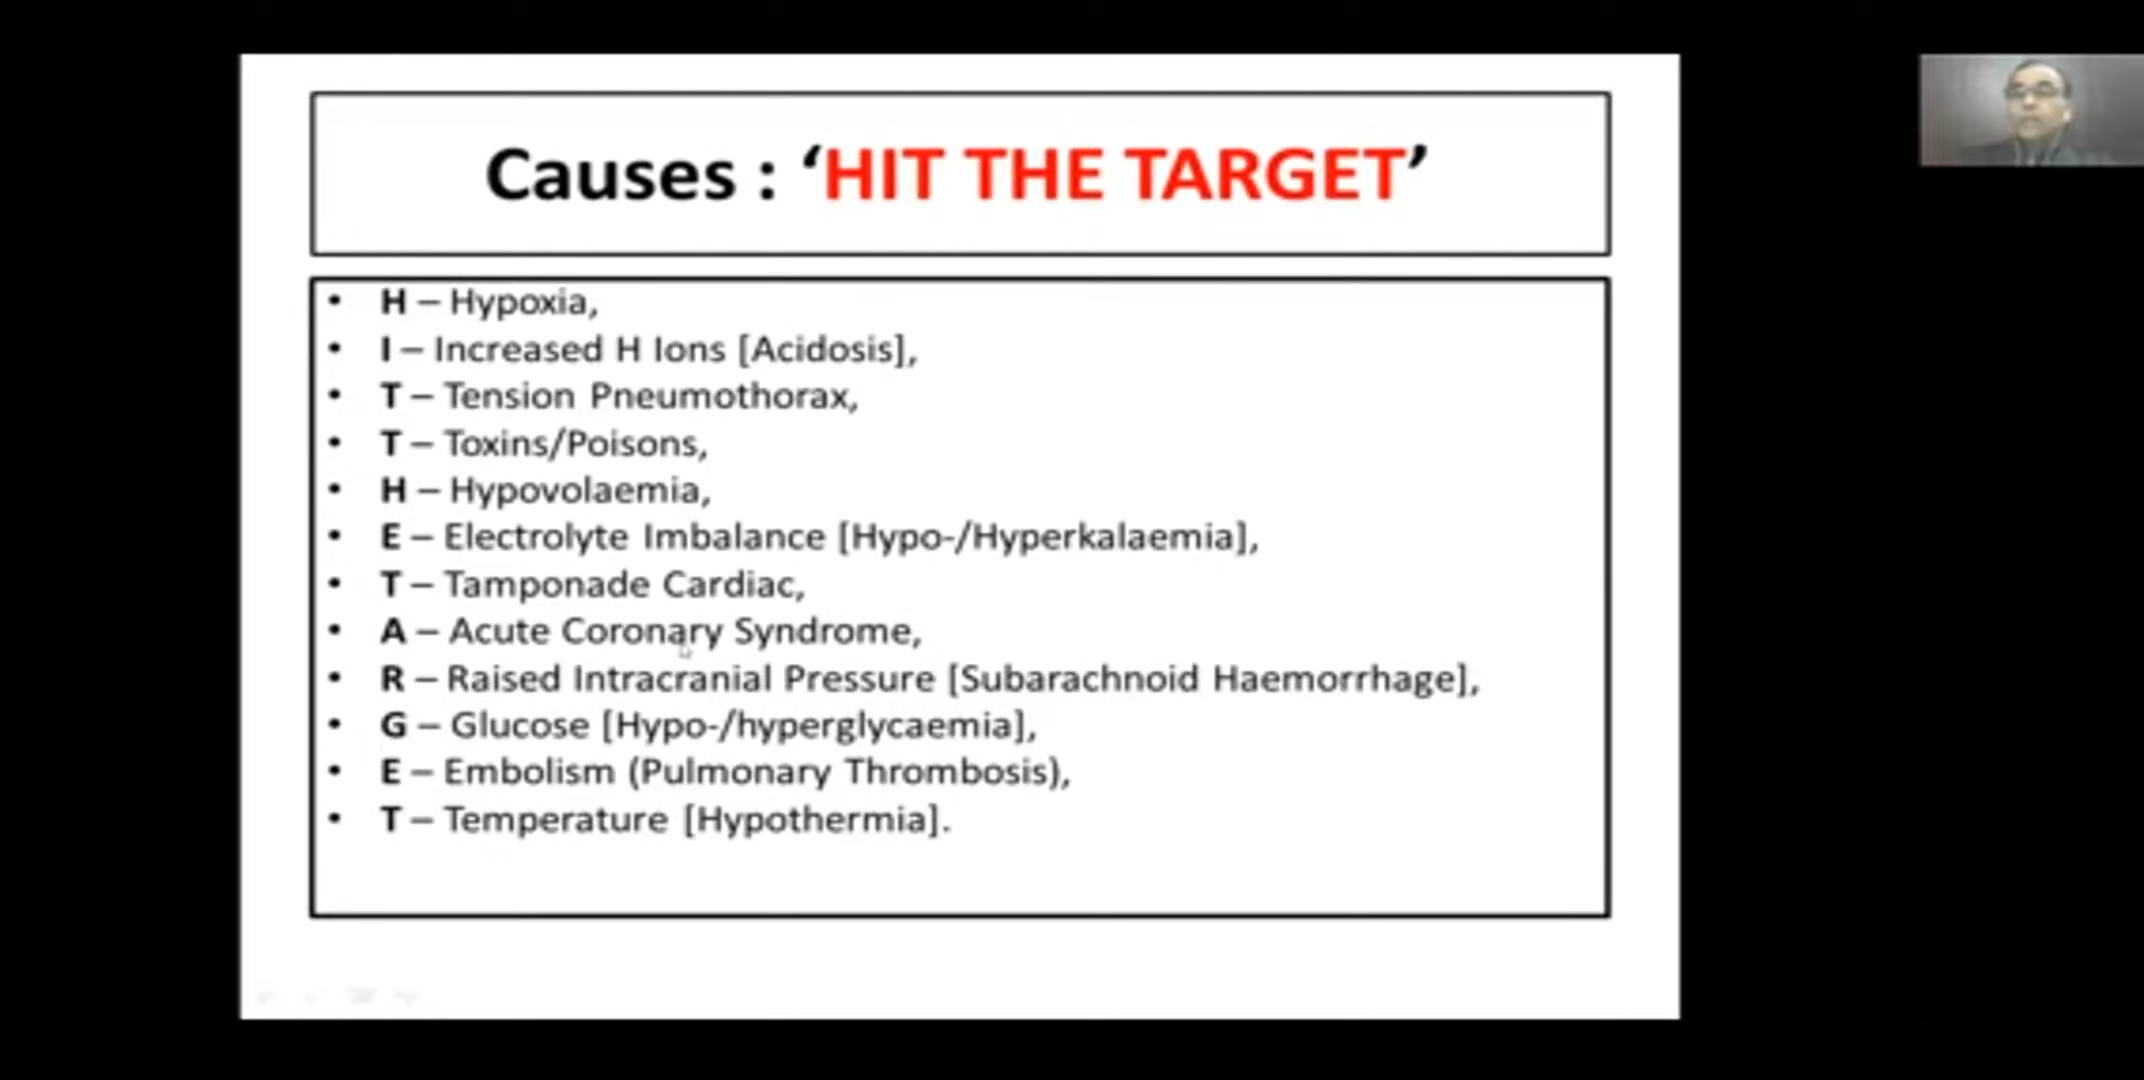 Causes : ‘HIT THE TARGET’
• H – Hypoxia,
• I – Increased H Ions [Acidosis],
• T – Tension Pneumothorax,
• T – Toxins/Poisons,
• H – Hypovolaemia,
• E – Electrolyte Imbalance [Hypo-/Hyperkalaemia],
• T – Tamponade Cardiac,
• A – Acute Coronary Syndrome,
• R – Raised Intracranial Pressure [Subarachnoid Haemorrhage],
• G – Glucose [Hypo-/hyperglycaemia],
• E – Embolism (Pulmonary Thrombosis),
• T – Temperature [Hypothermia].